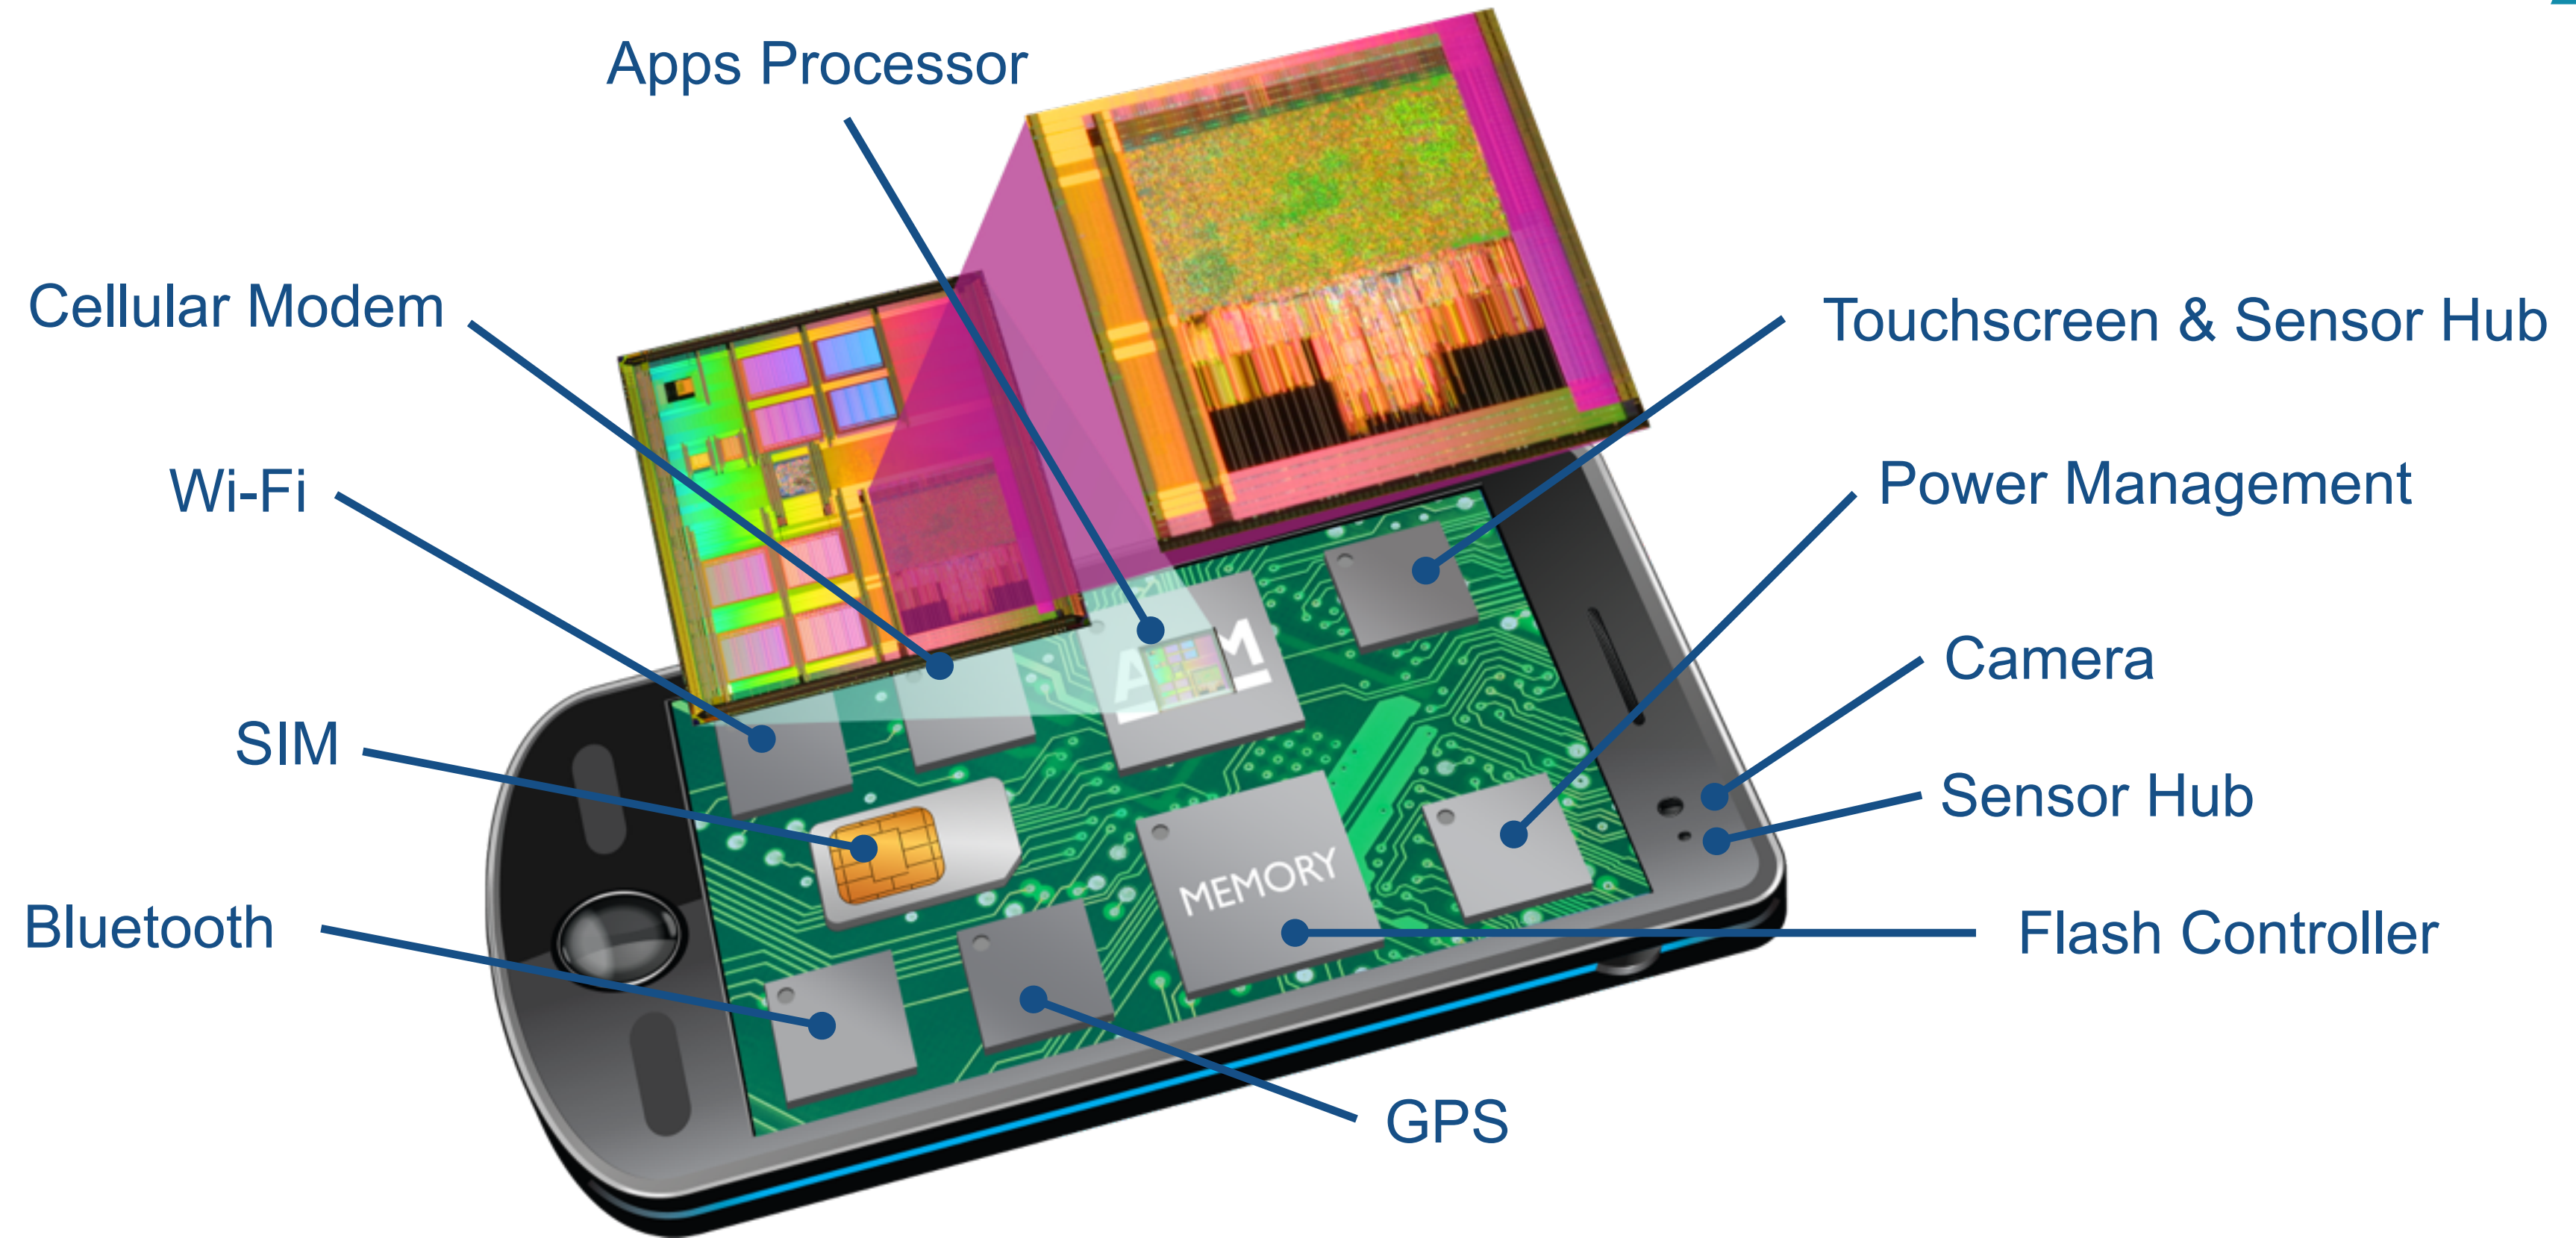 Apps Processor
Cellular Modem
Touchscreen & Sensor Hub
Wi-Fi
Power Management
Camera
SIM
Sensor Hub
MEMORY
Bluetooth
Flash Controller
GPS